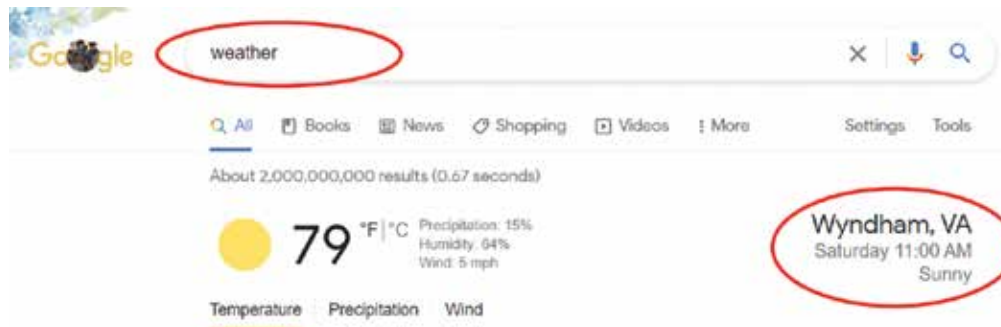 Google
weather
All Books News Shopping Videos More Settings Tools
About 2,000,000,000 results (0.67 seconds)
79 °F | °C
Precipitation: 15%
Humidity: 64%
Wind: 5 mph
Wyndham, VA
Saturday 11:00 AM
Sunny
Temperature Precipitation Wind